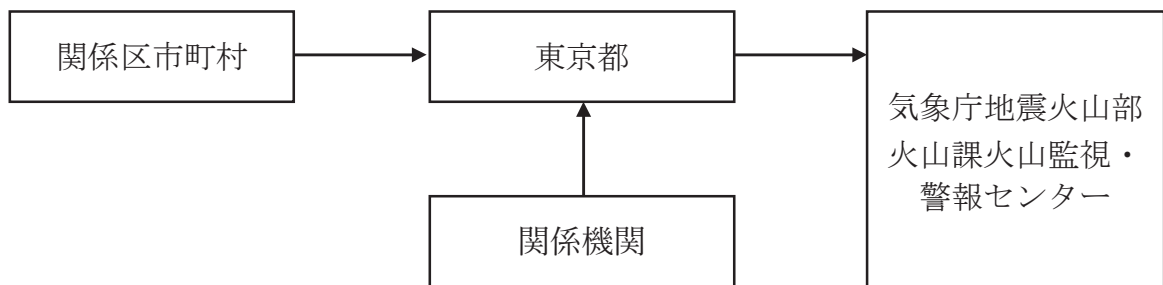 関係区市町村
東京都
気象庁地震火山部
火山課火山監視・
警報センター
関係機関